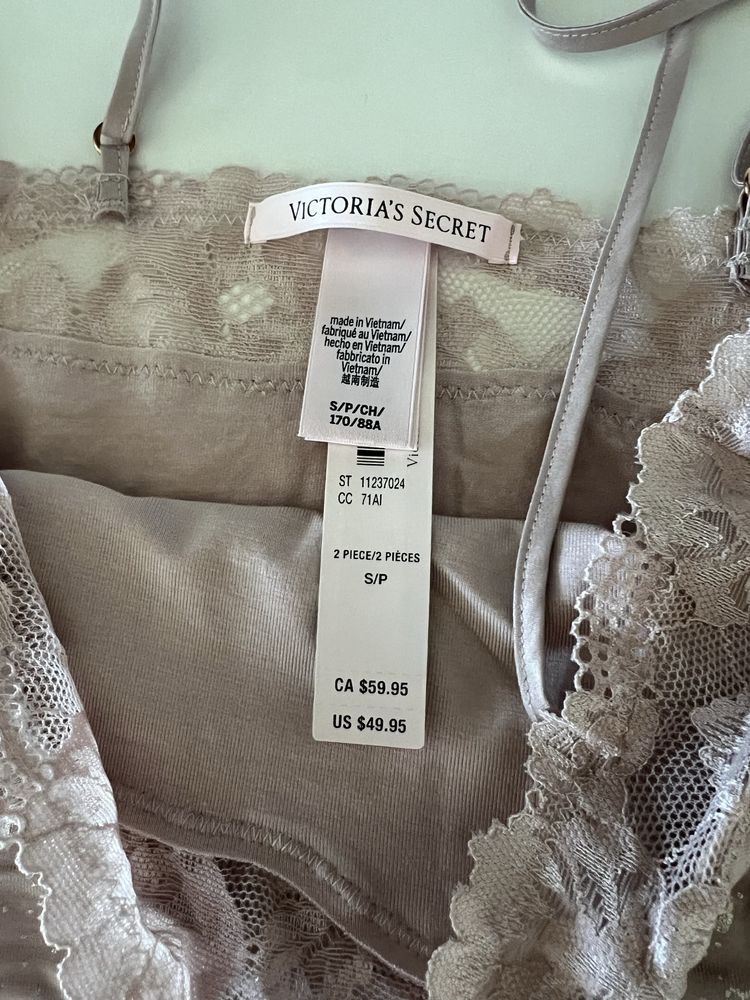 VICTORIA'S SECRET
made in Vietnam/
fabriqué au Vietnam/
hecho en Vietnam/
fabbricato in
Vietnam/
越南制造
S/P/CH/
170/88A
ST 11237024
CC 71AI
2 PIECE/2 PIÈCES
S/P
CA $59.95
US $49.95